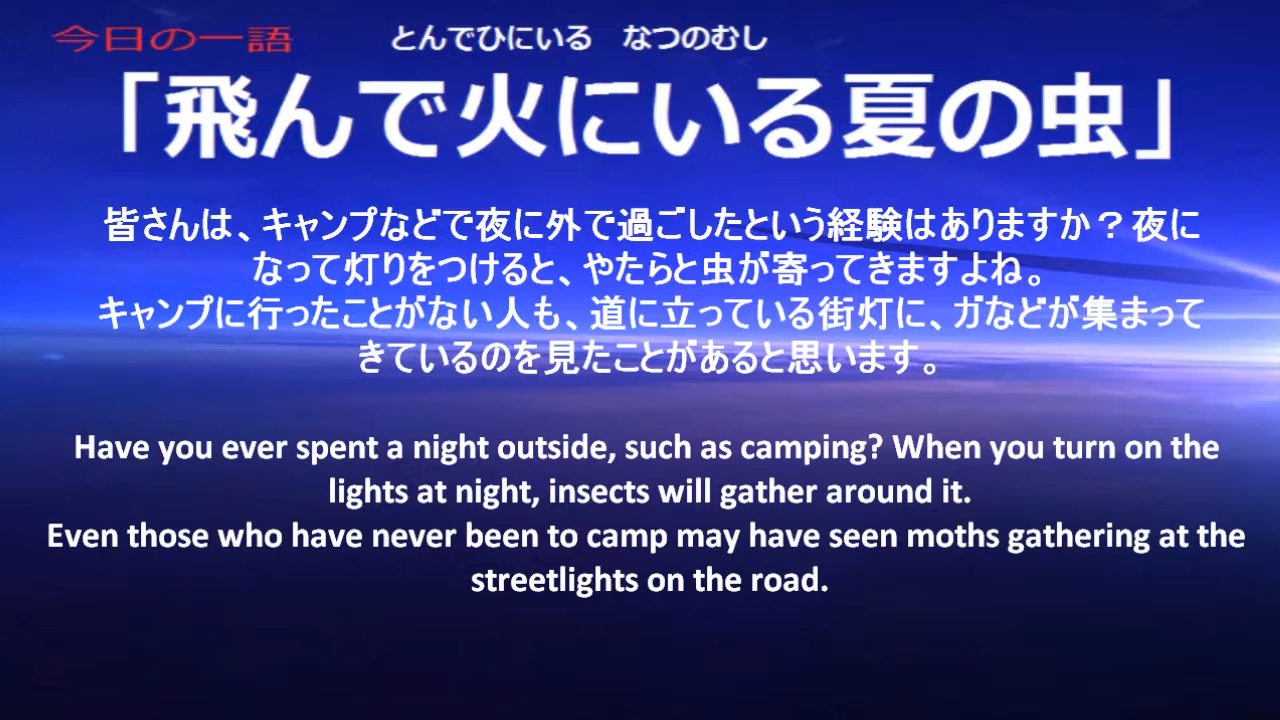 今日の一語
とんでひにいる なつのむし
「飛んで火にいる夏の虫」
皆さんは、キャンプなどで夜に外で過ごしたという経験はありますか？夜に
なって灯りをつけると、やたらと虫が寄ってきますよね。
キャンプに行ったことがない人も、道に立っている街灯に、ガなどが集まって
きているのを見たことがあると思います。
Have you ever spent a night outside, such as camping? When you turn on the
lights at night, insects will gather around it.
Even those who have never been to camp may have seen moths gathering at the
streetlights on the road.